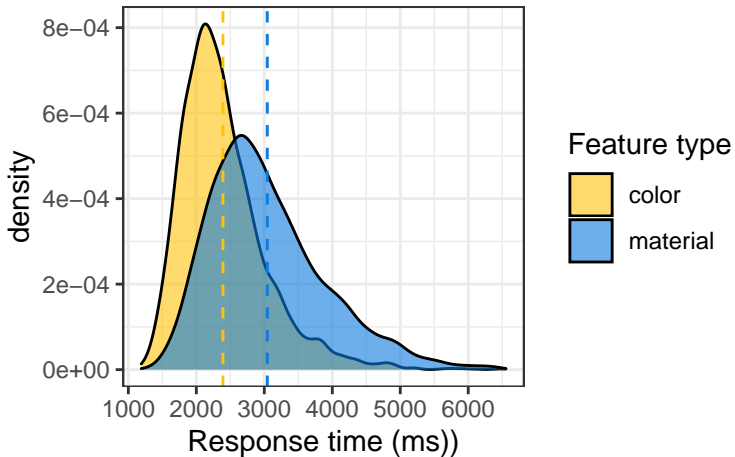 8e−04
6e−04
4e−04
2e−04
0e+00
density
1000 2000 3000 4000 5000 6000
Response time (ms))
Feature type
color
material